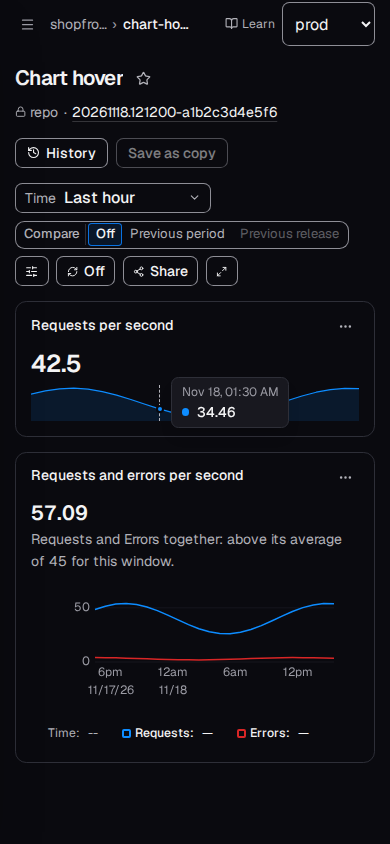 shopfro... › chart-ho... Learn prod
Chart hover
repo · 20261118.121200-a1b2c3d4e5f6
History Save as copy
Time Last hour
Compare Off Previous period Previous release
Off Share
Requests per second
42.5
Nov 18, 01:30 AM
34.46
Requests and errors per second
57.09
Requests and Errors together: above its average
of 45 for this window.
50
0
6pm 12am 6am 12pm
11/17/26 11/18
Time: -- Requests: — Errors: —